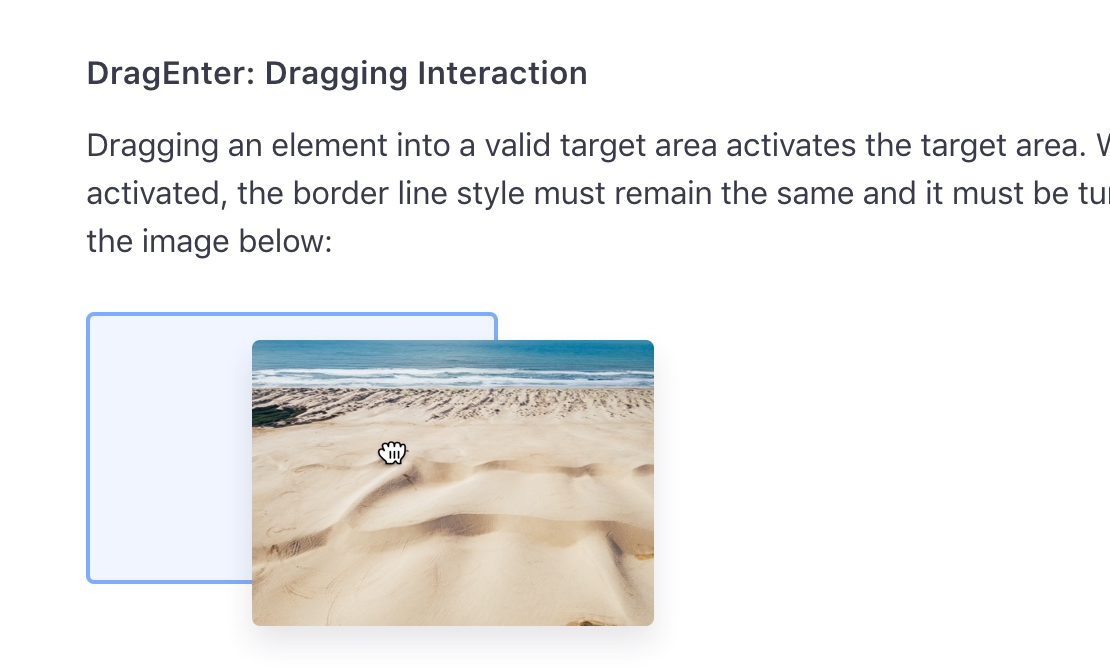 DragEnter: Dragging Interaction
Dragging an element into a valid target area activates the target area.
activated, the border line style must remain the same and it must be
the image below: